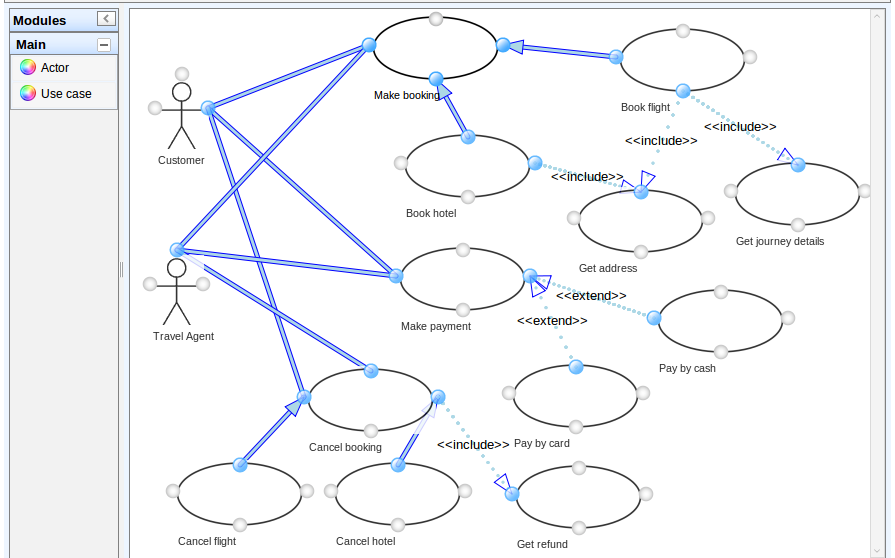 Modules
Main
Actor
Use case
Customer
Travel Agent
Make booking
Book flight
<<include>>
<<include>>
Book hotel
<<include>>
Get address
Get journey details
Make payment
<<extend>>
<<extend>>
Pay by cash
Cancel booking
<<include>>
Pay by card
Cancel flight
Cancel hotel
Get refund